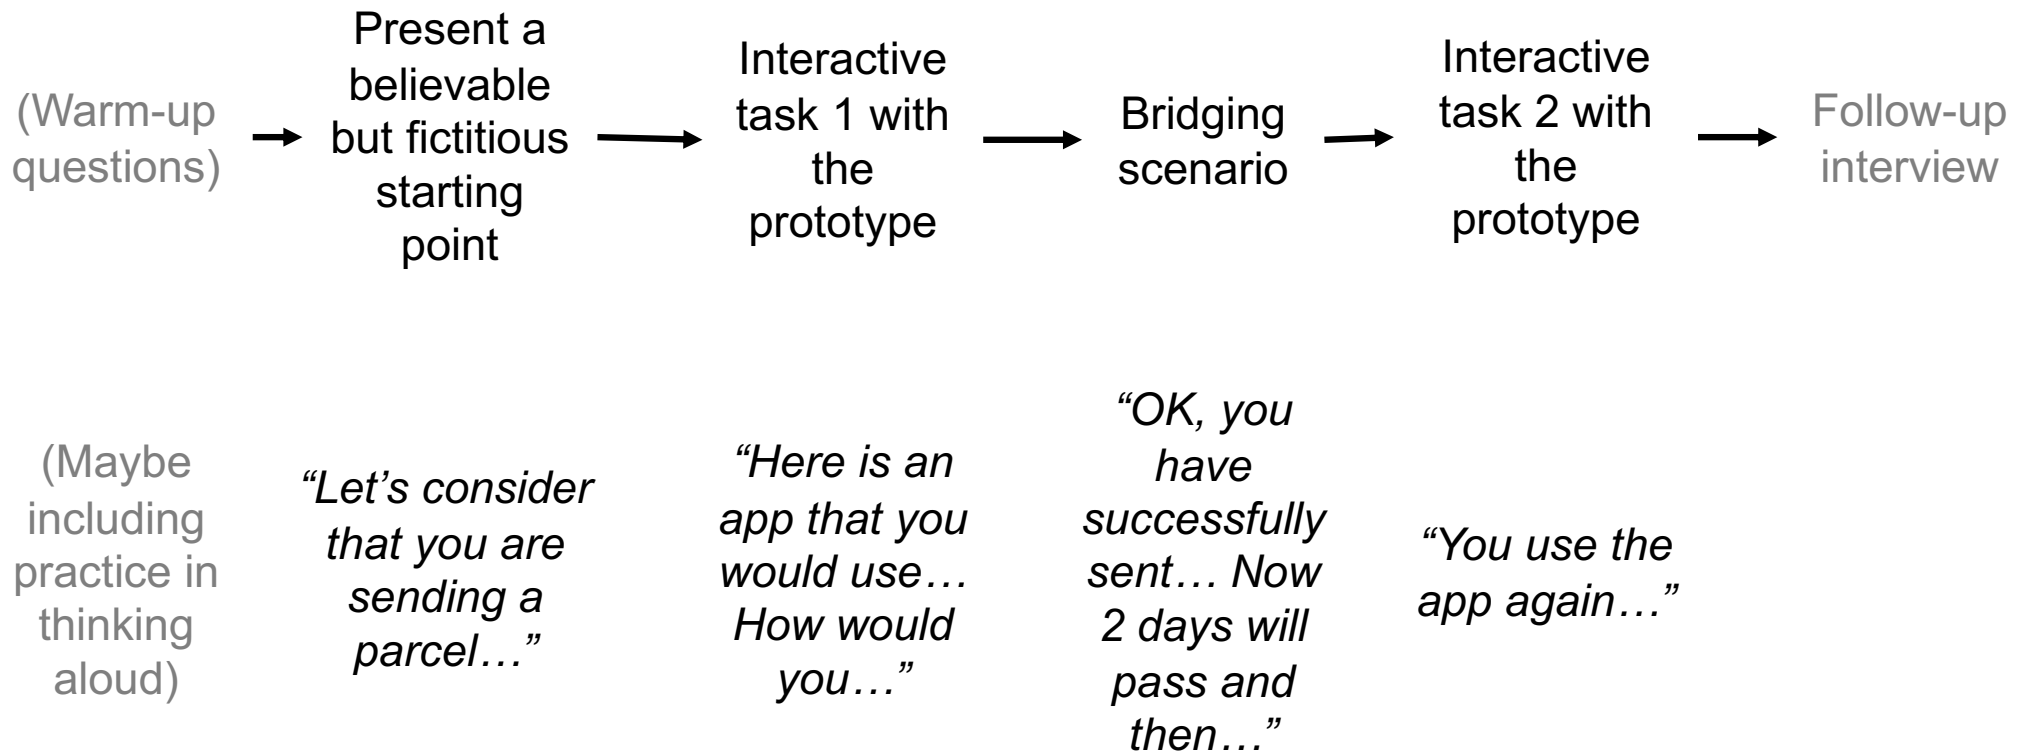 (Warm-up
questions)
Present a
believable
but fictitious
starting
point
Interactive
task 1 with
the
prototype
Bridging
scenario
Interactive
task 2 with
the
prototype
Follow-up
interview
(Maybe
including
practice in
thinking
aloud)
“Let’s consider
that you are
sending a
parcel…”
“Here is an
app that you
would use…
How would
you…”
“OK, you
have
successfully
sent… Now
2 days will
pass and
then…”
“You use the
app again…”